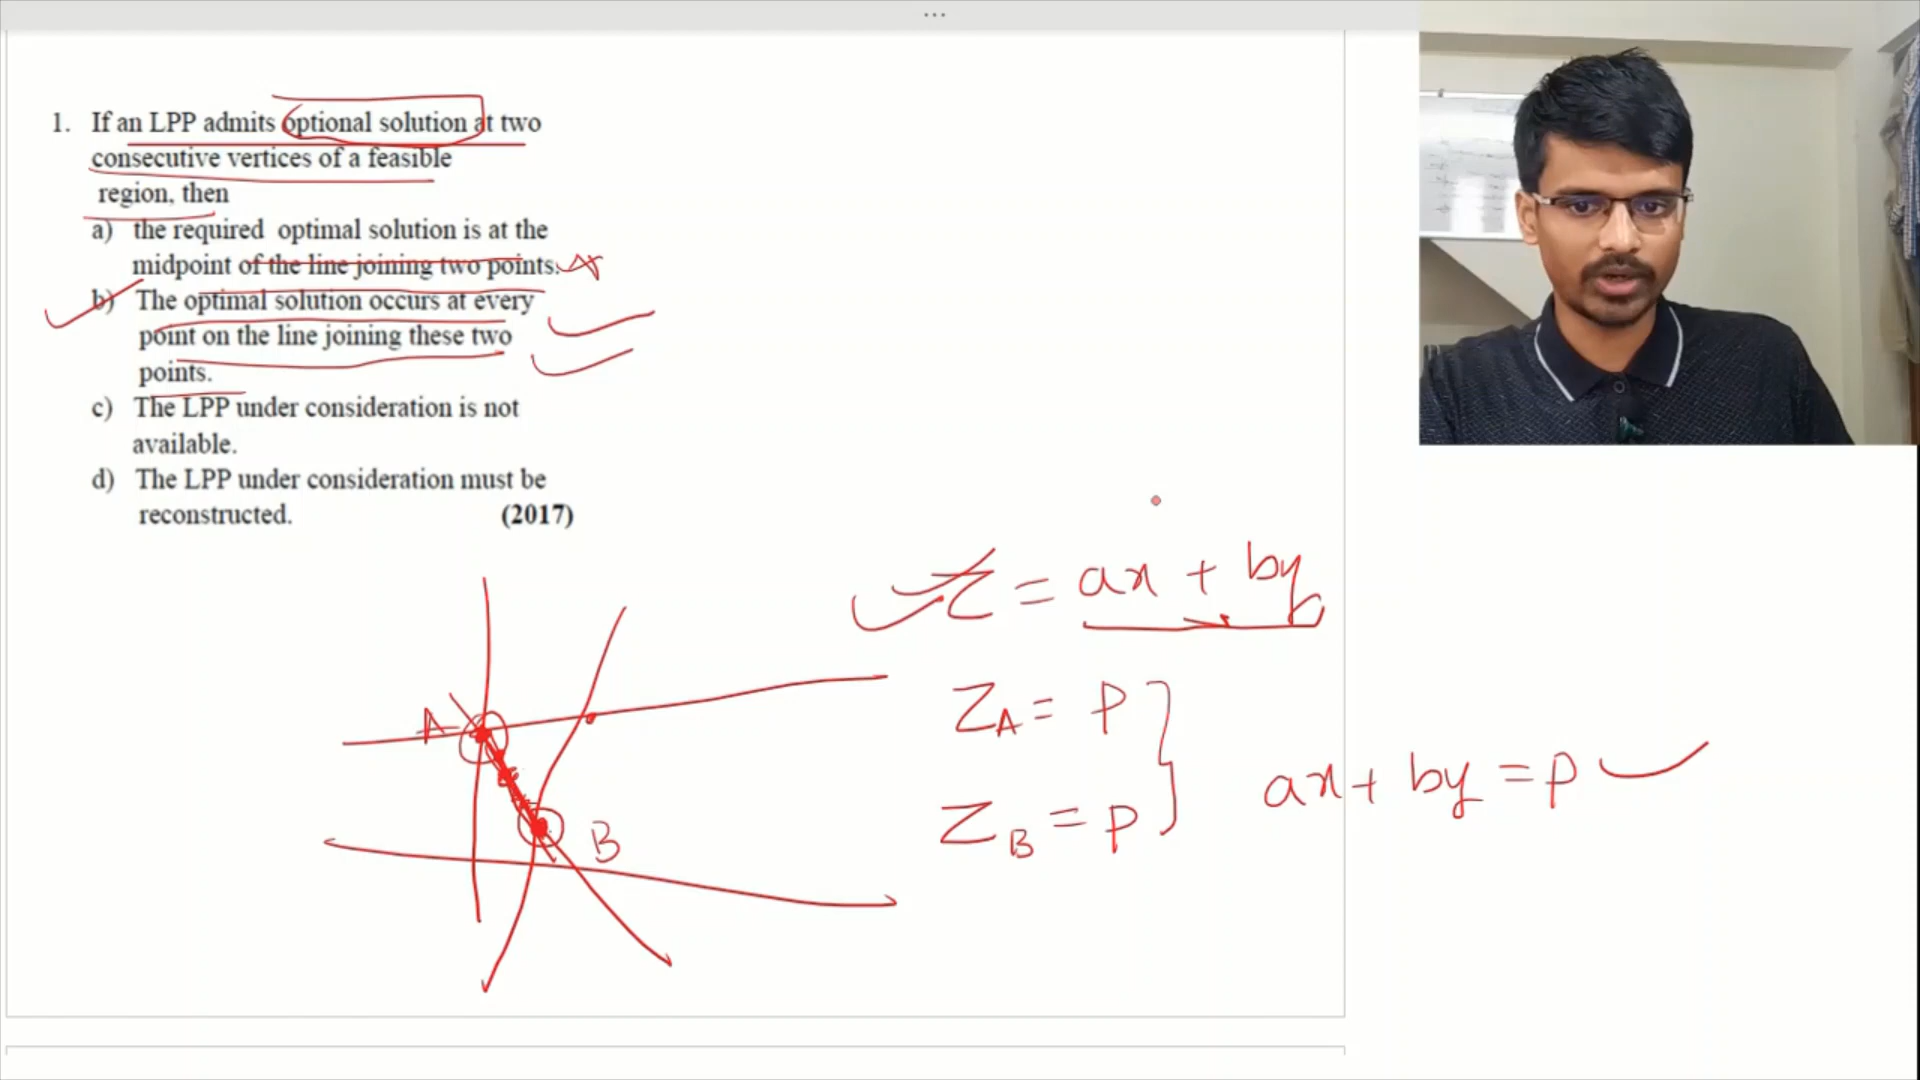 1. If an LPP admits optional solution at two
consecutive vertices of a feasible
region, then
a) the required optimal solution is at the
midpoint of the line joining two points.
b) The optimal solution occurs at every
point on the line joining these two
points.
c) The LPP under consideration is not
available.
d) The LPP under consideration must be
reconstructed. (2017)
Z = ax + by
A
Z_A = P
ax + by = P
B
Z_B = P